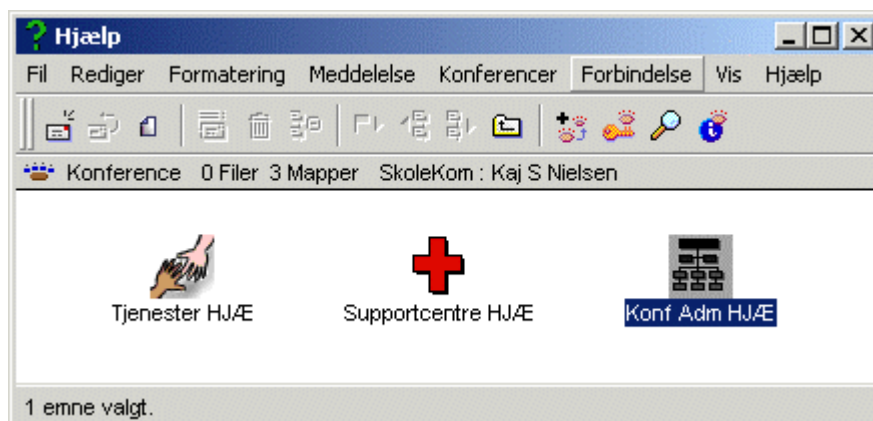 Hjælp
Fil Rediger Formatering Meddelelse Konferencer Forbindelse Vis Hjælp
Konference 0 Filer 3 Mapper SkoleKom : Kaj S Nielsen
Tjenester HJÆ Supportcentre HJÆ Konf Adm HJÆ
1 emne valgt.